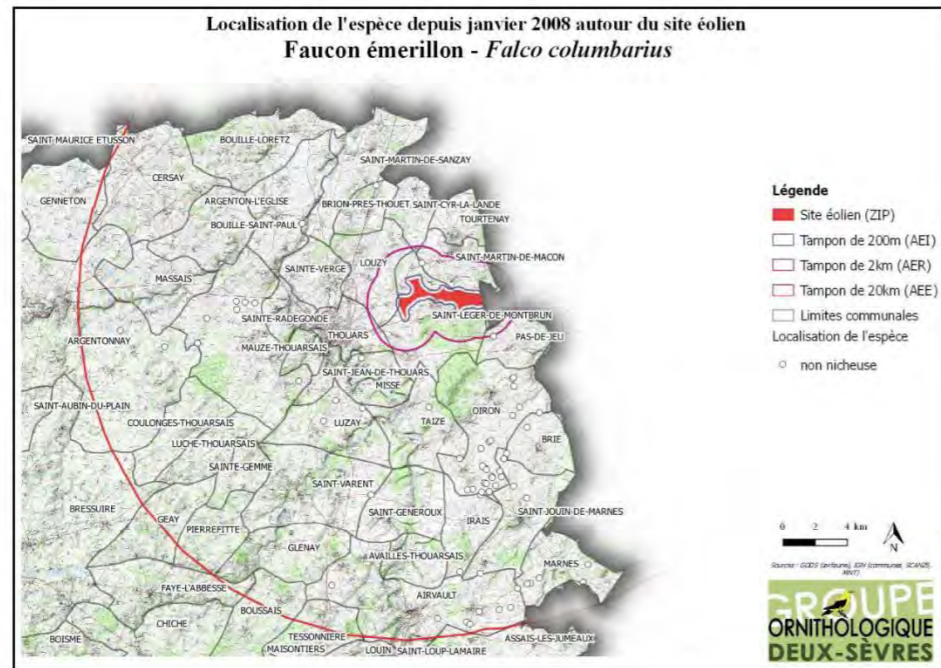 Localisation de l'espèce depuis janvier 2008 autour du site éolien
Faucon émerillon - Falco columbarius
SAINT-MAURICE ETUSSON
BOUILLE-LORETZ
SAINT-MARTIN-DE-SANZAY
CERSAY
GENNETON
ARGENTON-L'EGLISE
BRION-PRES-THOUET
SAINT-CYR-LA-LANDE
TOURTENAY
BOUILLE-SAINT-PAUL
SAINT-MARTIN-DE-MACON
SAINTE-VERGE
LOUZY
MASSAIS
SAINTE-RADEGONDE
SAINT-LEGER-DE-MONTBRUN
THOUARS
PAS-DE-JEU
ARGENTONNAY
MAUZE-THOUARSAIS
SAINT-JEAN-DE-THOUARS
MISSE
SAINT-AUBIN-DU-PLAIN
OIRON
COULONGES-THOUARSAIS
LUZAY
TAIZE
BRIE
LUCHE-THOUARSAIS
SAINTE-GEMME
SAINT-VARENT
BRESSUIRE
SAINT-GENEROUX
SAINT-JOUIN-DE-MARNES
GEAY
IRAIS
PIERREFITTE
GLENAY
AVAILLES-THOUARSAIS
MARNES
FAYE-L'ABBESSE
AIRVAULT
BOUSSAIS
CHICHE
BOISME
TESSONNIERE
ASSAIS-LES-JUMEAUX
MAISONTIERS
LOUIN
SAINT-LOUP-LAMAIRE
Légende
Site éolien (ZIP)
Tampon de 200m (AEI)
Tampon de 2km (AER)
Tampon de 20km (AEE)
Limites communales
Localisation de l'espèce
non nicheuse
0 2 4 km
N
Sources : GODS (avifaune), IGN (communes, SCAN25, MNT)
GROUPE
ORNITHOLOGIQUE
DEUX-SÈVRES